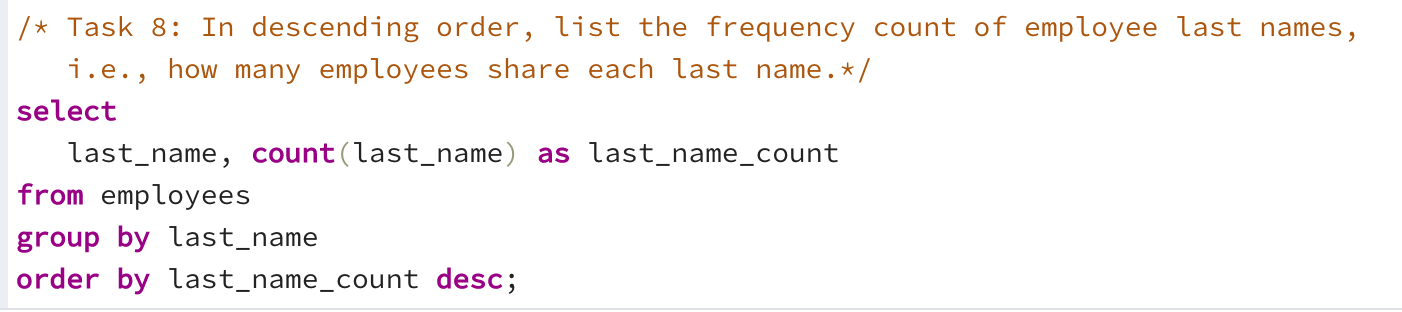 /* Task 8: In descending order, list the frequency count of employee last names,
i.e., how many employees share each last name.*/
select
last_name, count(last_name) as last_name_count
from employees
group by last_name
order by last_name_count desc;